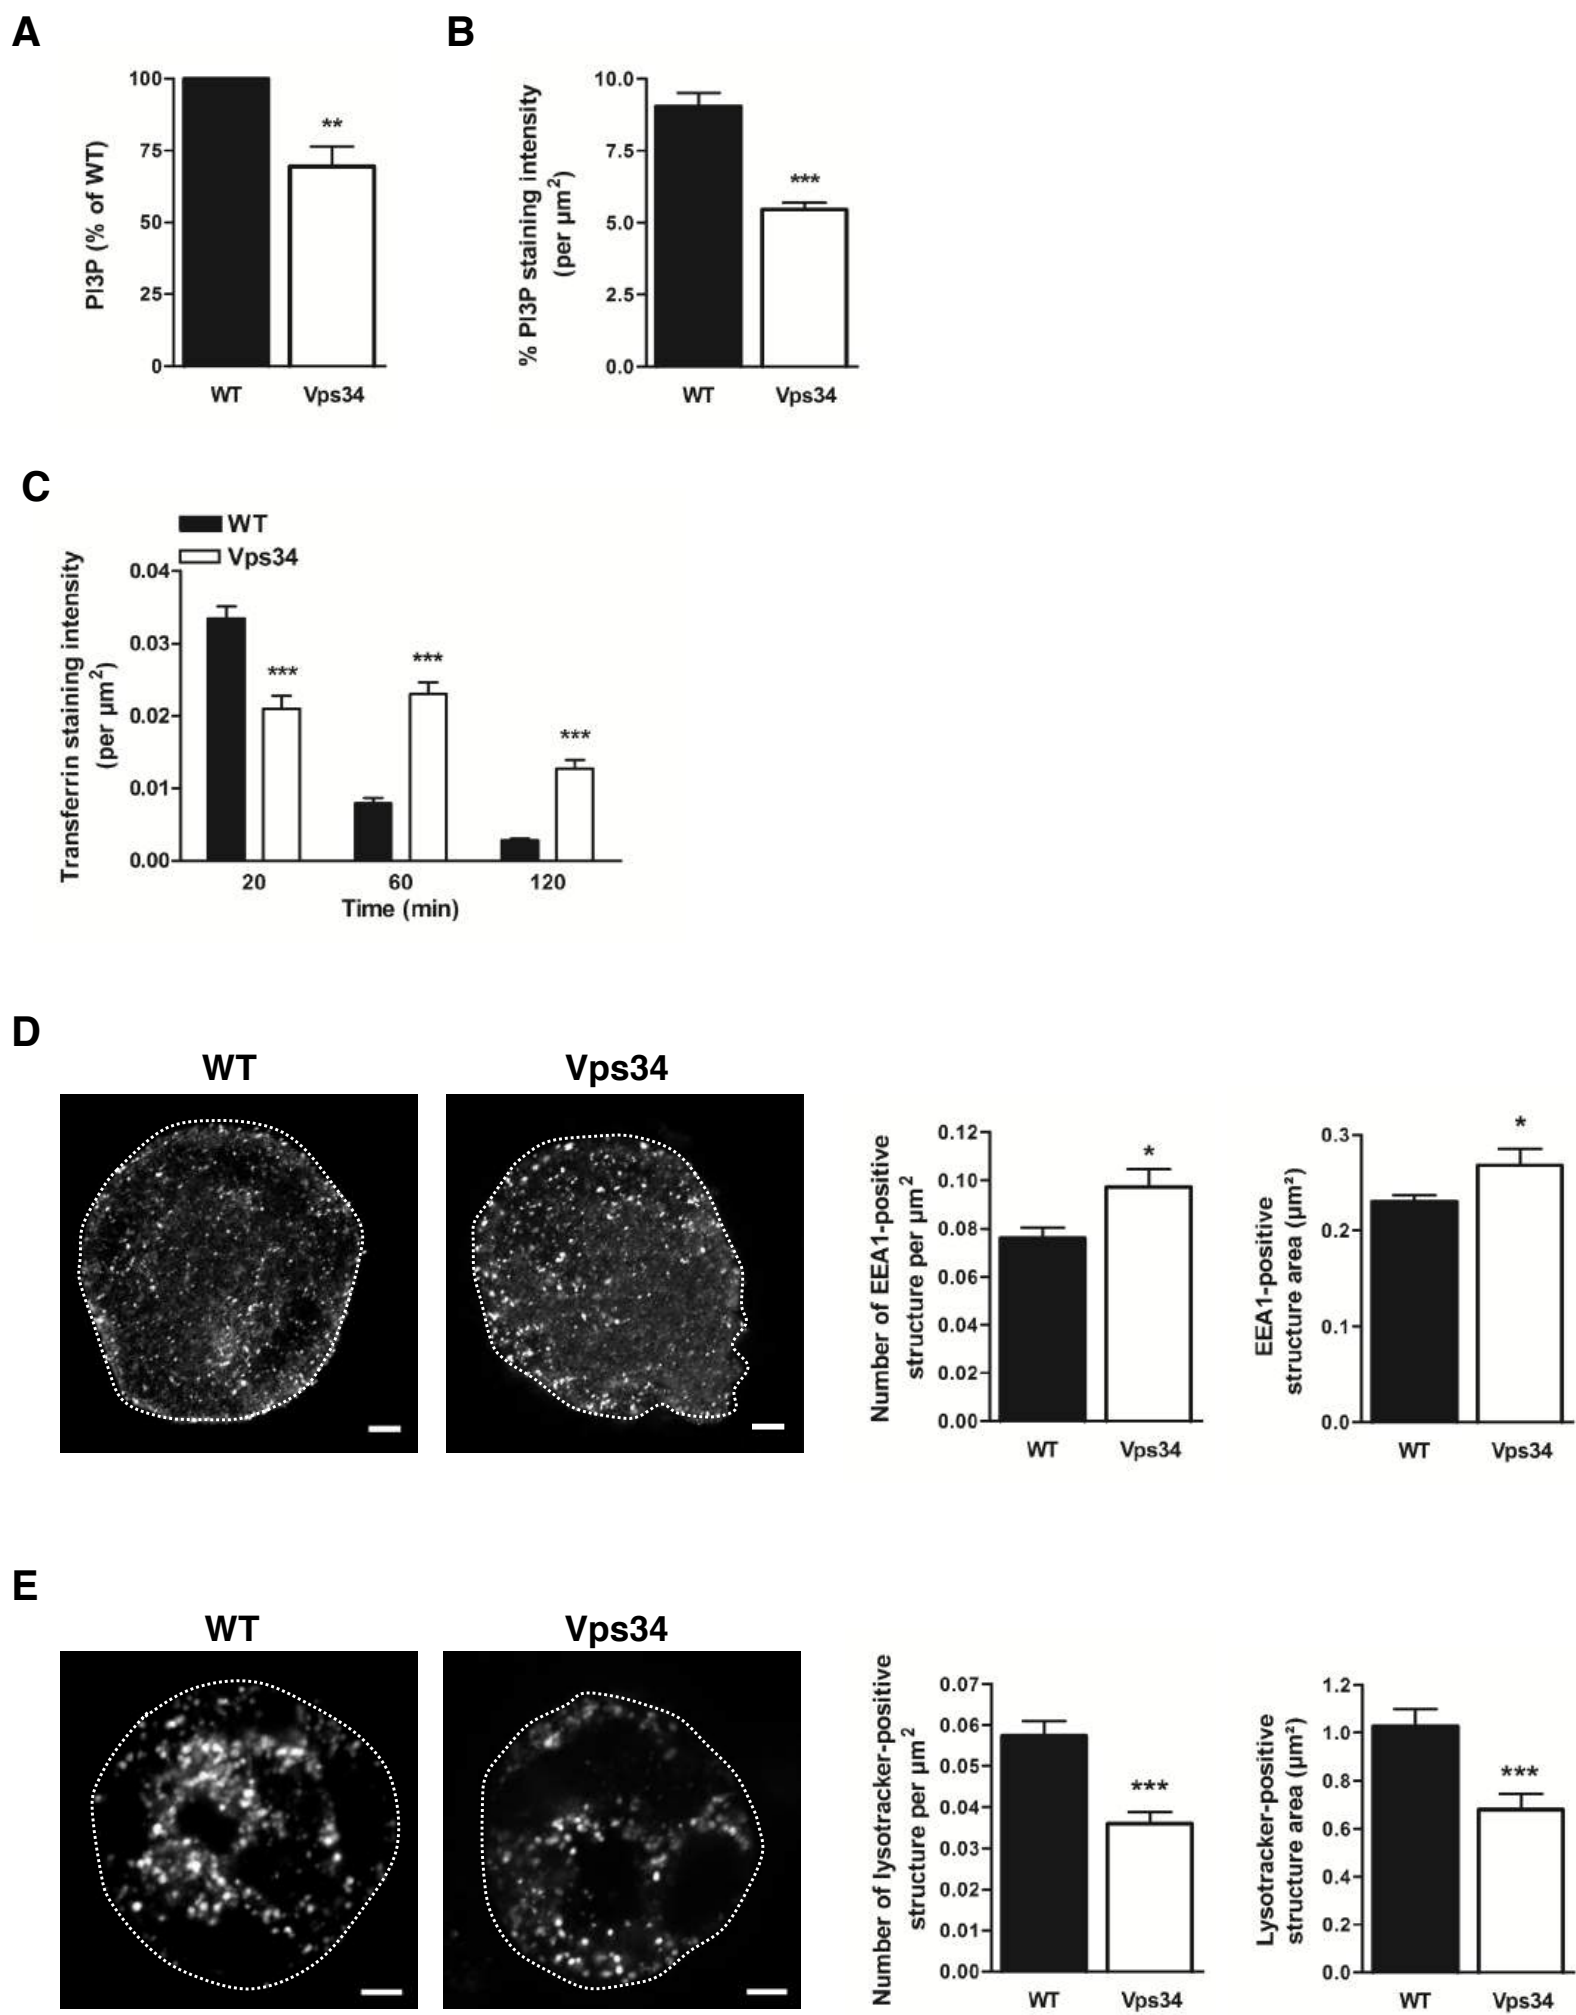 A
B
100
75
50
25
0
PI3P (% of WT)
**
WT
Vps34
10.0
7.5
5.0
2.5
0.0
% PI3P staining intensity
(per µm²)
***
WT
Vps34
C
WT
Vps34
0.04
0.03
0.02
0.01
0.00
Transferrin staining intensity
(per µm²)
***
***
***
20
60
120
Time (min)
D
WT
Vps34
0.12
0.10
0.08
0.06
0.04
0.02
0.00
Number of EEA1-positive
structure per µm²
*
WT
Vps34
0.3
0.2
0.1
0.0
EEA1-positive
structure area (µm²)
*
WT
Vps34
E
WT
Vps34
0.07
0.06
0.05
0.04
0.03
0.02
0.01
0.00
Number of lysotracker-positive
structure per µm²
***
WT
Vps34
1.2
1.0
0.8
0.6
0.4
0.2
0.0
Lysotracker-positive
structure area (µm²)
***
WT
Vps34